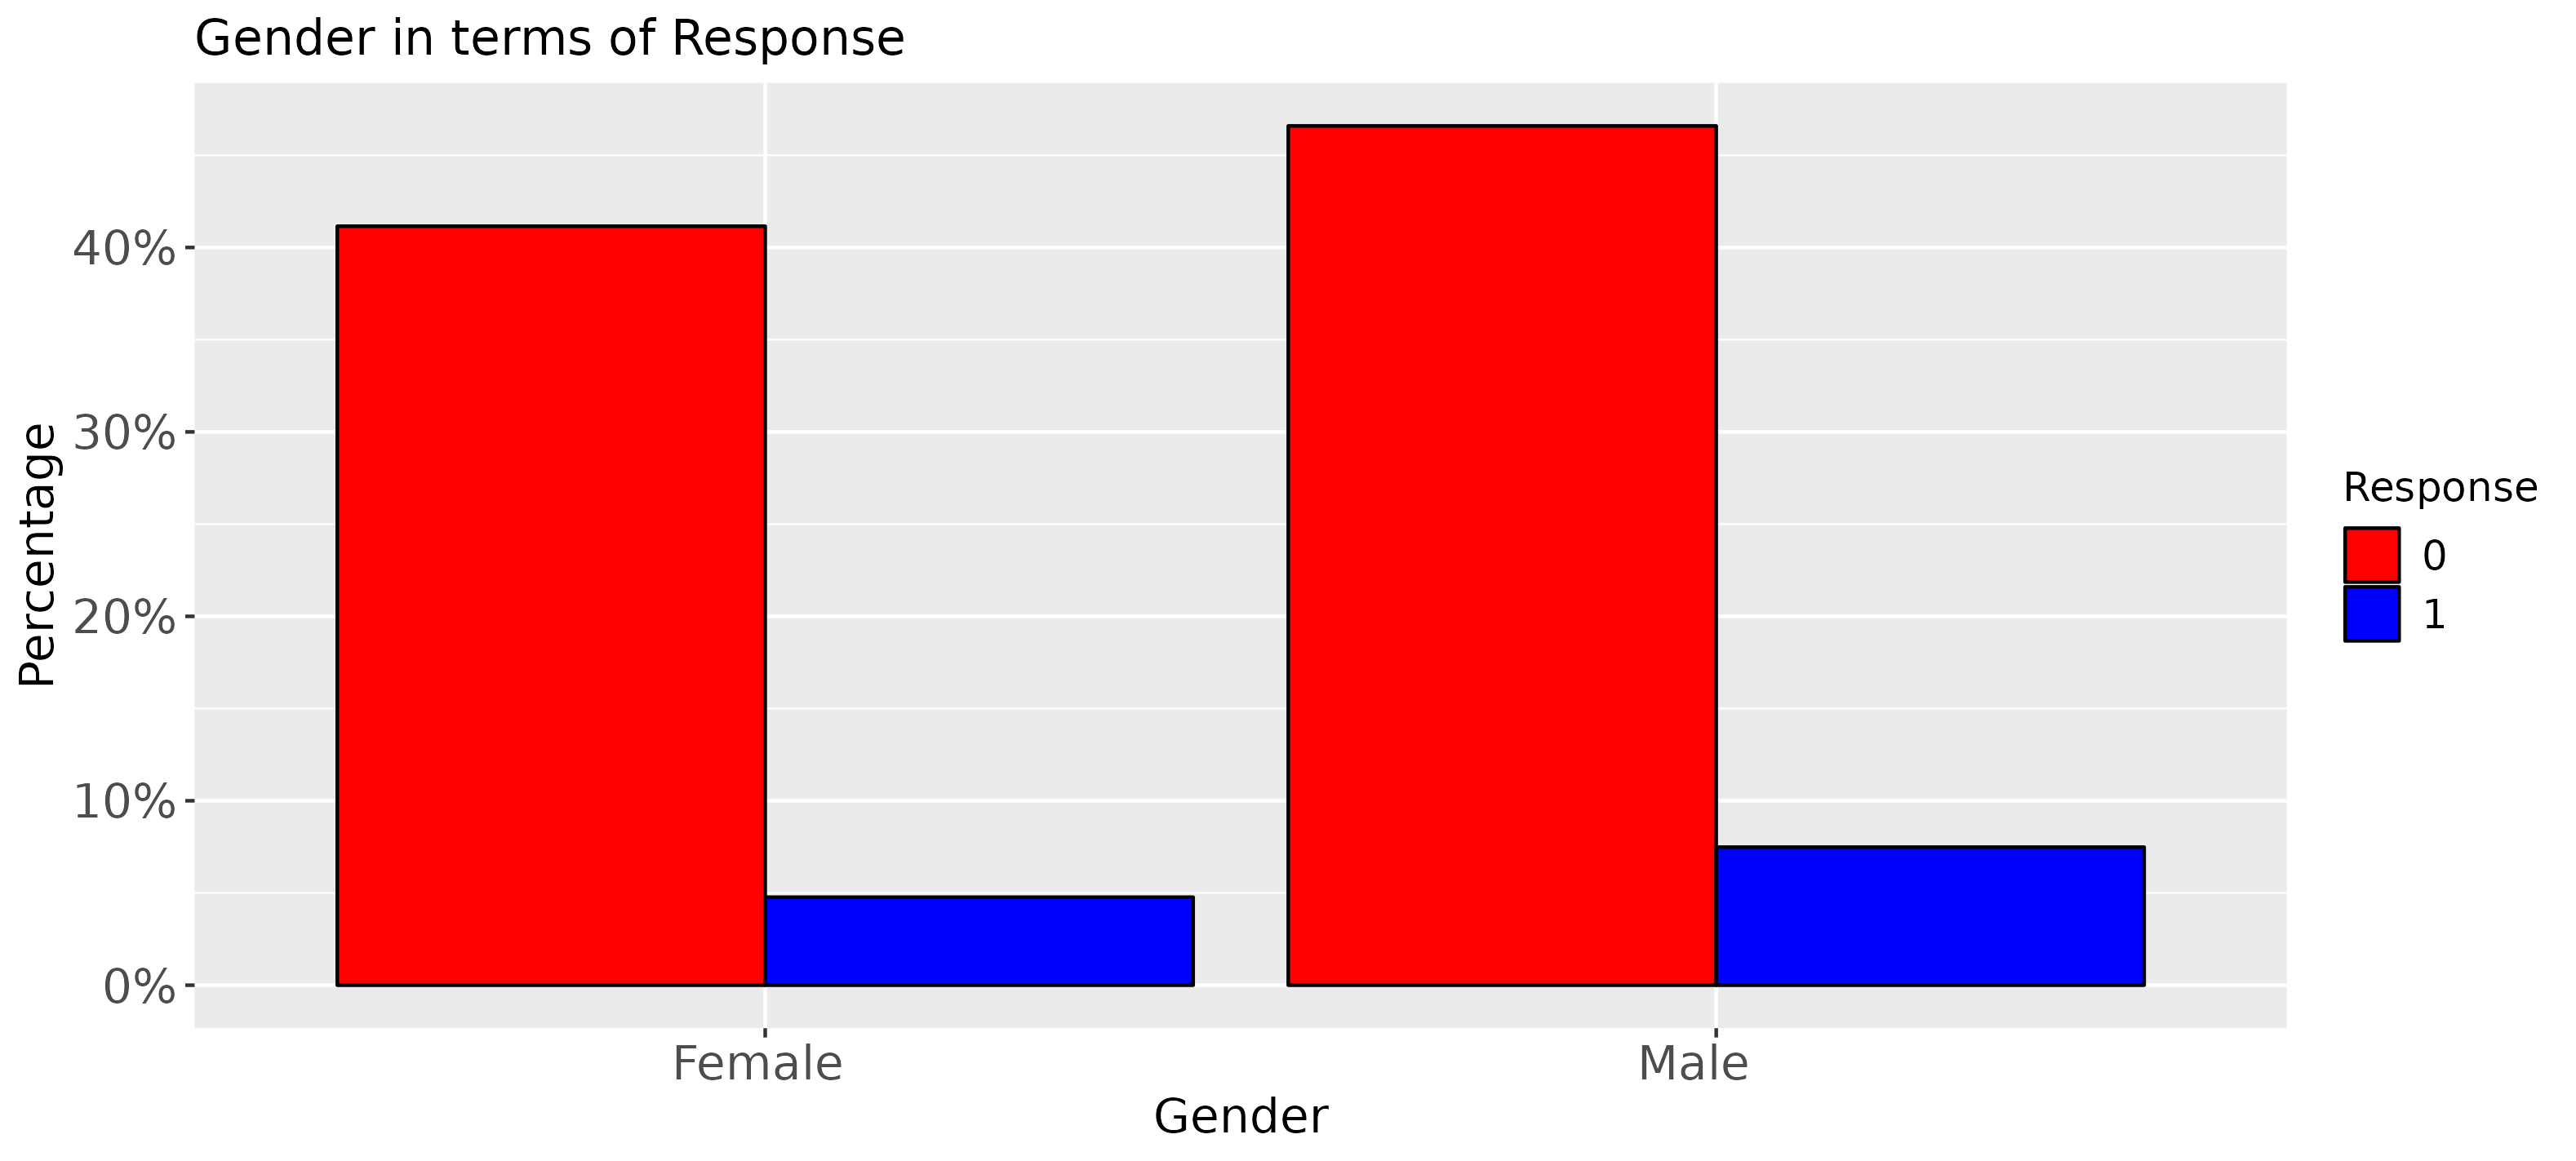 Gender in terms of Response
Percentage
40%
30%
20%
10%
0%
Female
Male
Gender
Response
0
1